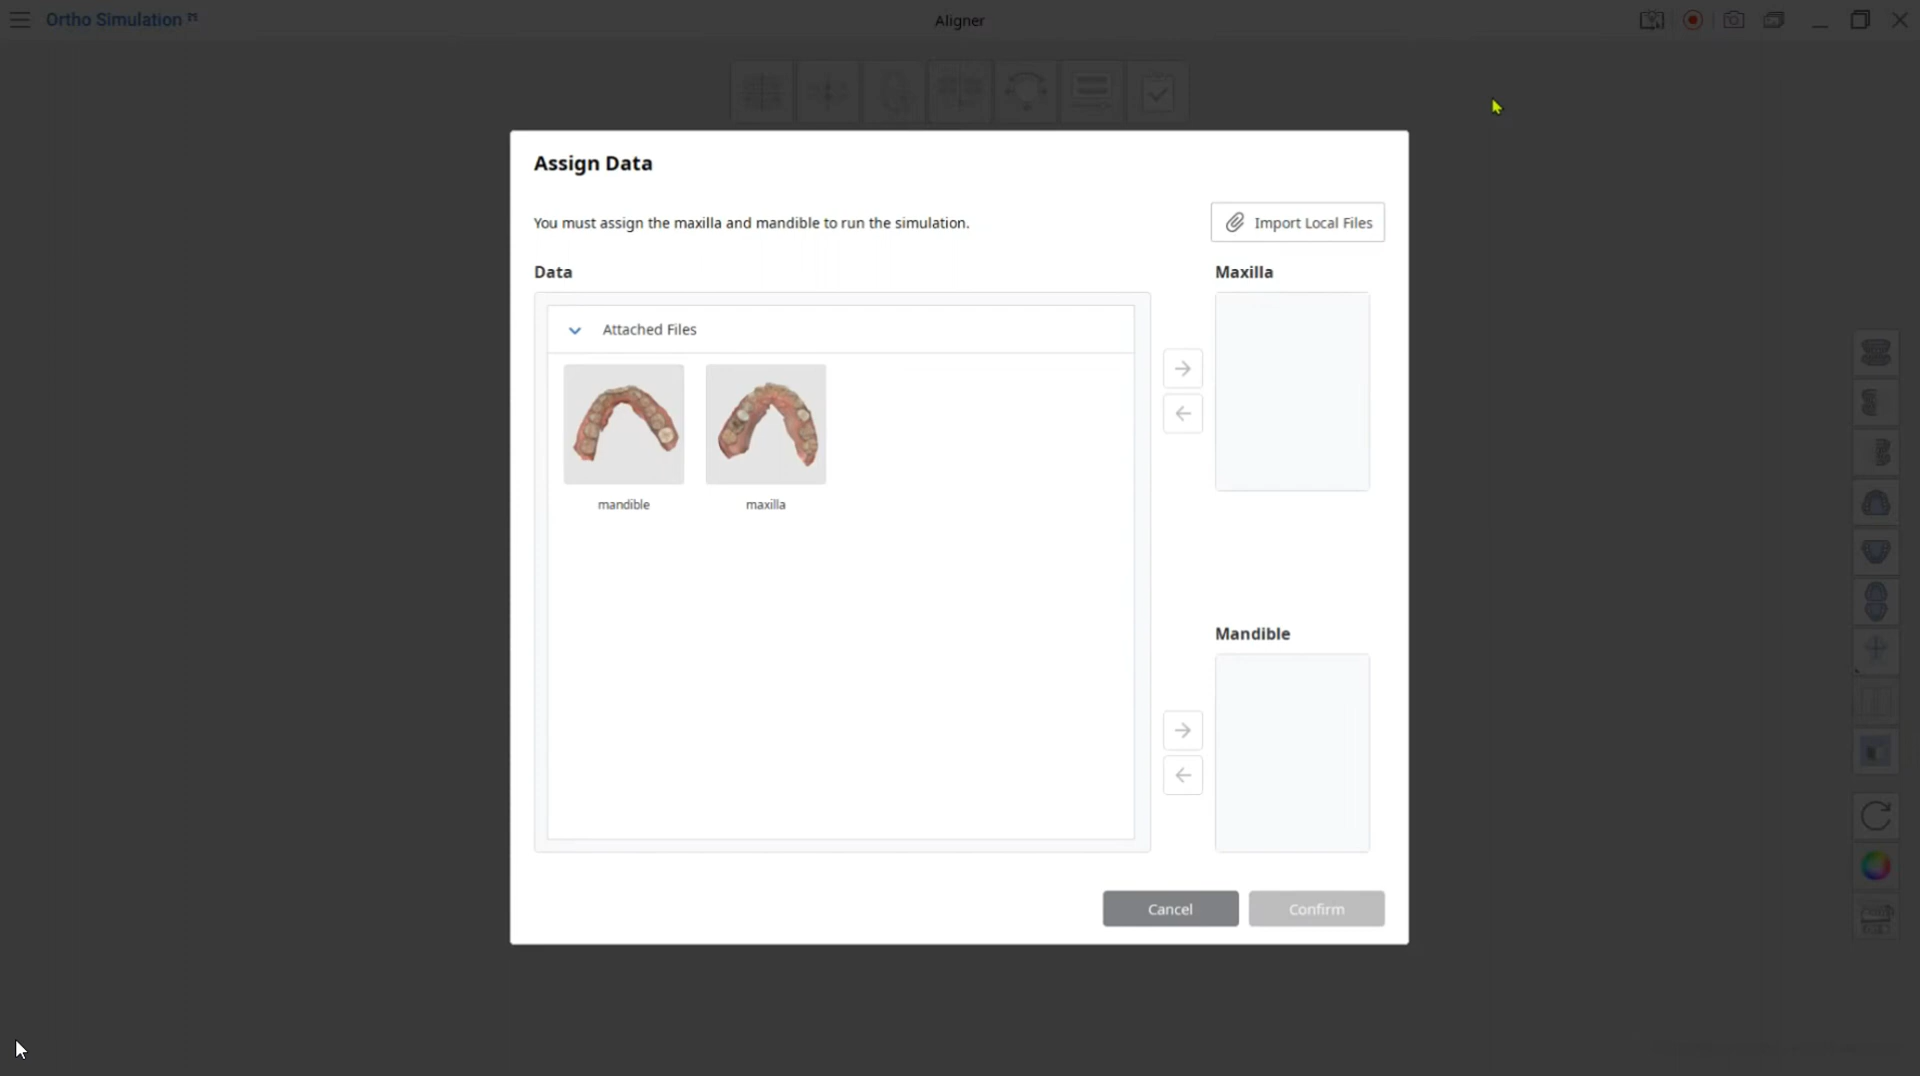 Ortho Simulation
Aligner
Assign Data
You must assign the maxilla and mandible to run the simulation.
Import Local Files
Data
Maxilla
Attached Files
mandible
maxilla
Mandible
Cancel
Confirm